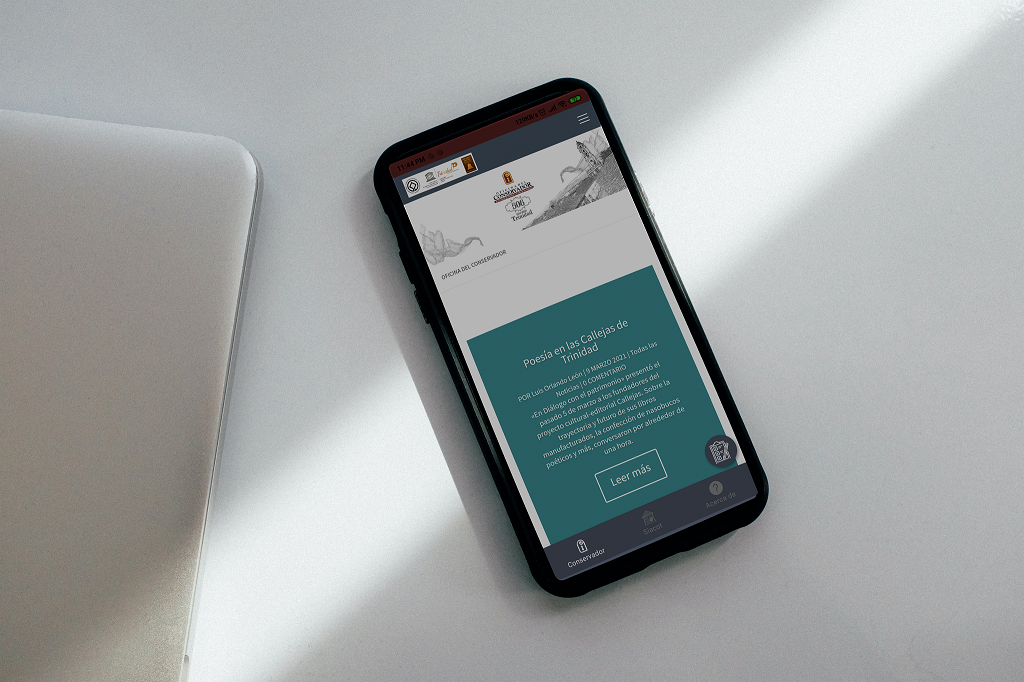 11:44 PM
OFICINA DEL
CONSERVADOR
506
Trinidad
OFICINA DEL CONSERVADOR
Poesía en las Callejas de
Trinidad
POR Luis Orlando León | 9 MARZO 2021 | Todas las
Noticias | 0 COMENTARIO
«En Diálogo con el patrimonio» presentó el
pasado 5 de marzo a los fundadores del
proyecto cultural-editorial Callejas. Sobre la
trayectoria y futuro de sus libros
manufacturados, la confección de nasobucos
poéticos y más, conversaron por alrededor de
una hora.
Leer más
Conservador
Siacot
Acerca de